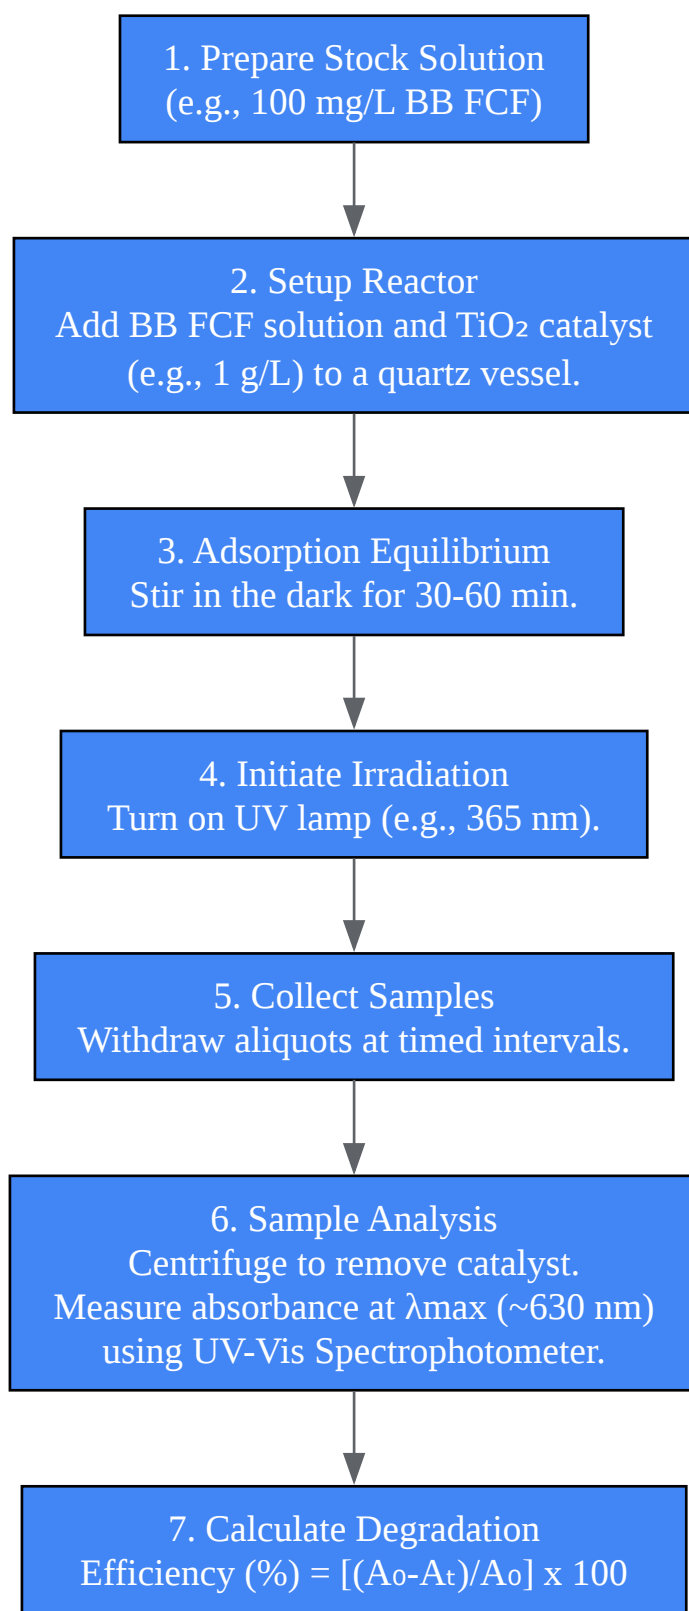 1. Prepare Stock Solution
(e.g., 100 mg/L BB FCF)
2. Setup Reactor
Add BB FCF solution and TiO₂ catalyst
(e.g., 1 g/L) to a quartz vessel.
3. Adsorption Equilibrium
Stir in the dark for 30-60 min.
4. Initiate Irradiation
Turn on UV lamp (e.g., 365 nm).
5. Collect Samples
Withdraw aliquots at timed intervals.
6. Sample Analysis
Centrifuge to remove catalyst.
Measure absorbance at λmax (~630 nm)
using UV-Vis Spectrophotometer.
7. Calculate Degradation
Efficiency (%) = [(A₀-Aₜ)/A₀] x 100